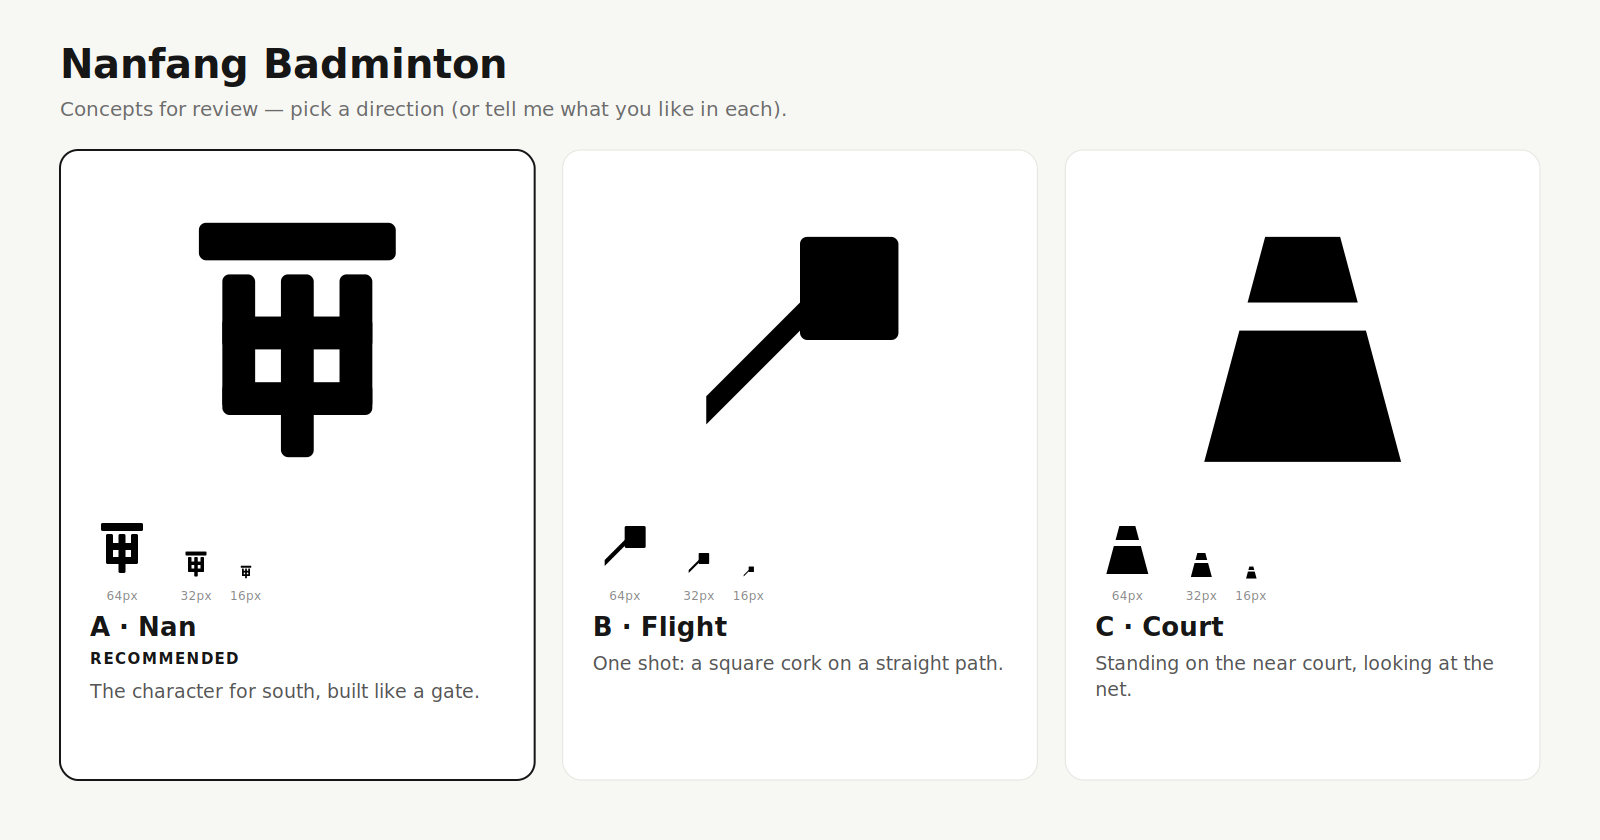 Nanfang Badminton
Concepts for review — pick a direction (or tell me what you like in each).
64px 32px 16px
A · Nan
RECOMMENDED
The character for south, built like a gate.
64px 32px 16px
B · Flight
One shot: a square cork on a straight path.
64px 32px 16px
C · Court
Standing on the near court, looking at the
net.